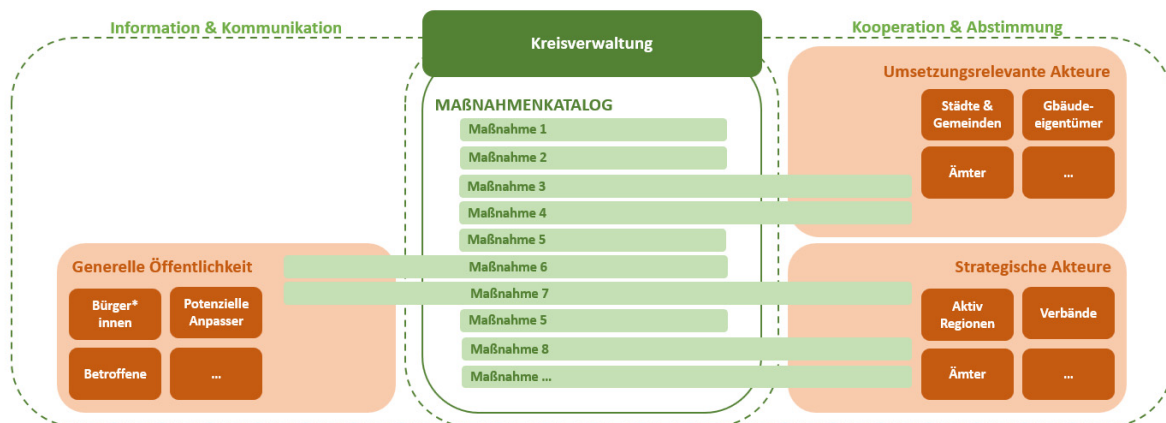 Information & Kommunikation
Kreisverwaltung
Kooperation & Abstimmung
MAßNAHMENKATALOG
Maßnahme 1
Maßnahme 2
Maßnahme 3
Maßnahme 4
Maßnahme 5
Maßnahme 6
Maßnahme 7
Maßnahme 5
Maßnahme 8
Maßnahme ...
Generelle Öffentlichkeit
Bürger*
innen
Potenzielle
Anpasser
Betroffene
...
Umsetzungsrelevante Akteure
Städte &
Gemeinden
Gbäude-
eigentümer
Ämter
...
Strategische Akteure
Aktiv
Regionen
Verbände
Ämter
...